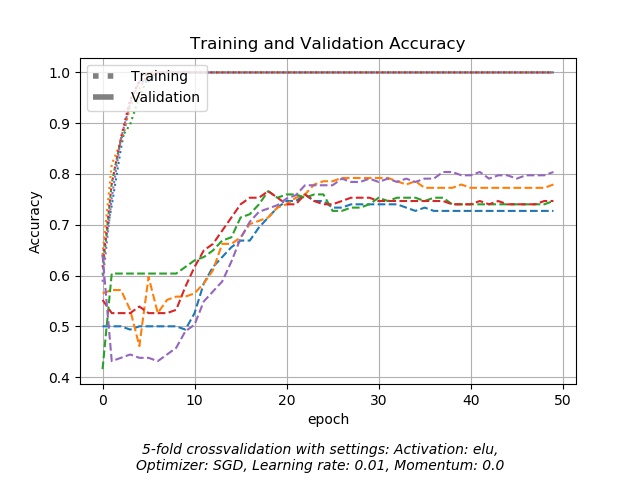 Training and Validation Accuracy
Training
Validation
1.0
0.9
0.8
0.7
0.6
0.5
0.4
Accuracy
0 10 20 30 40 50
epoch
5-fold crossvalidation with settings: Activation: elu,
Optimizer: SGD, Learning rate: 0.01, Momentum: 0.0